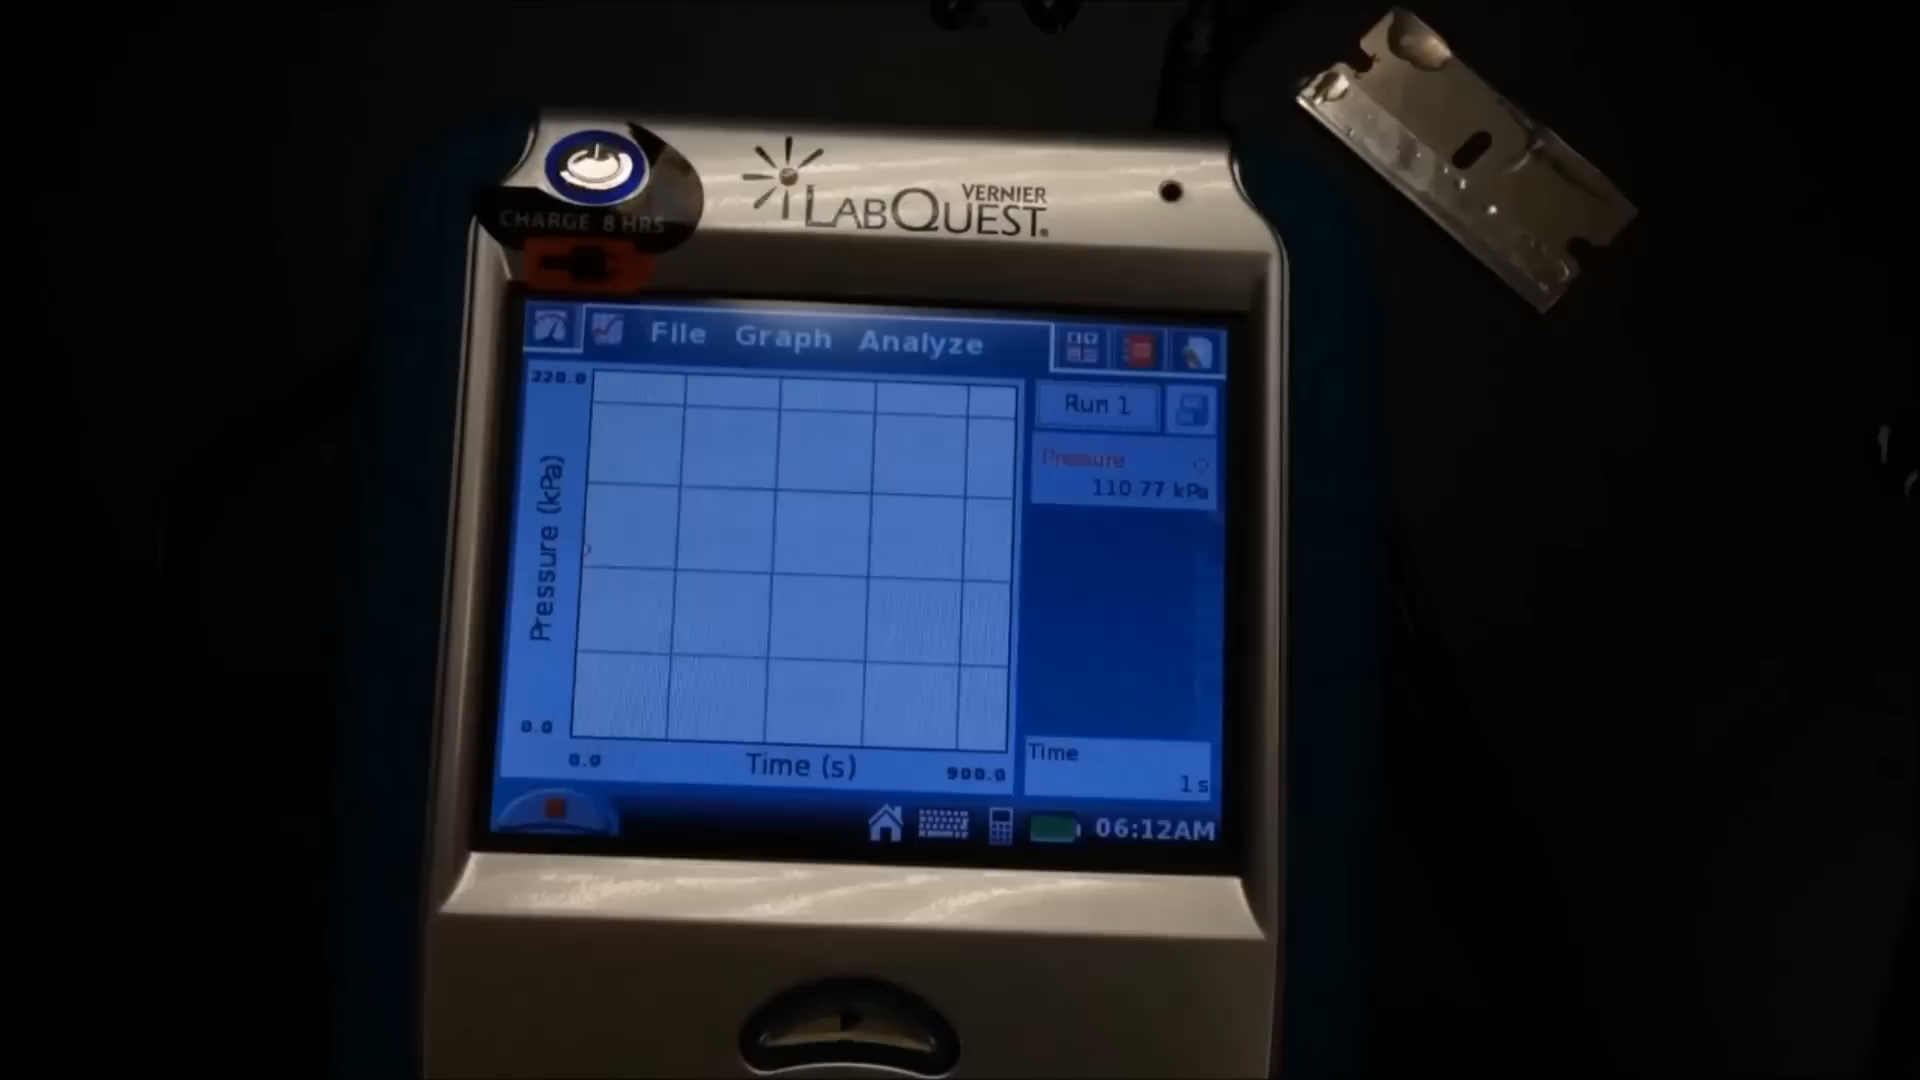 CHARGE 8 HRS
VERNIER
LABQUEST®
File Graph Analyze
220.0
Run 1
Pressure
110.77 kPa
Pressure (kPa)
0.0
0.0
Time (s)
900.0
Time
1 s
06:12AM